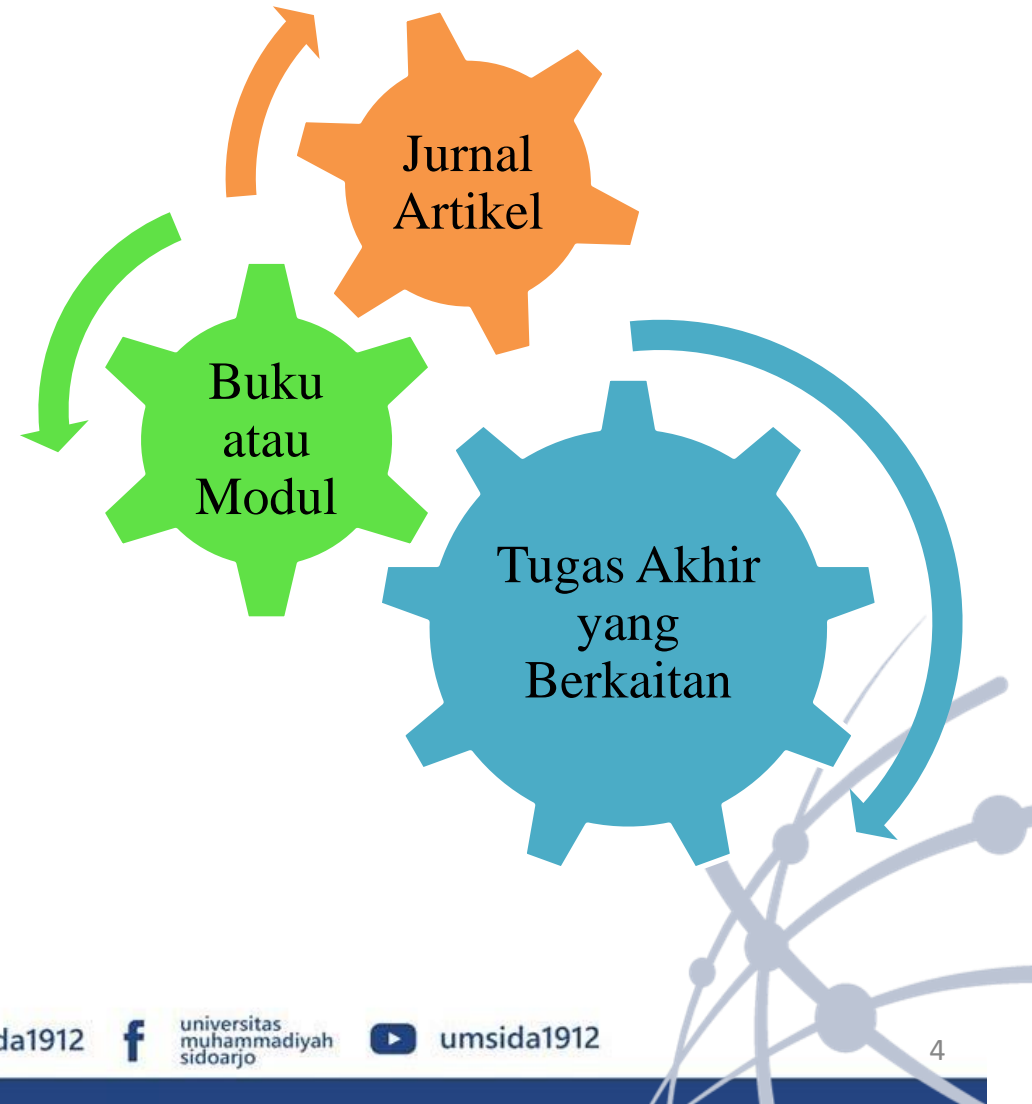 Jurnal
Artikel
Buku
atau
Modul
Tugas Akhir
yang
Berkaitan
da1912
universitas
muhammadiyah
sidoarjo
umsida1912
4